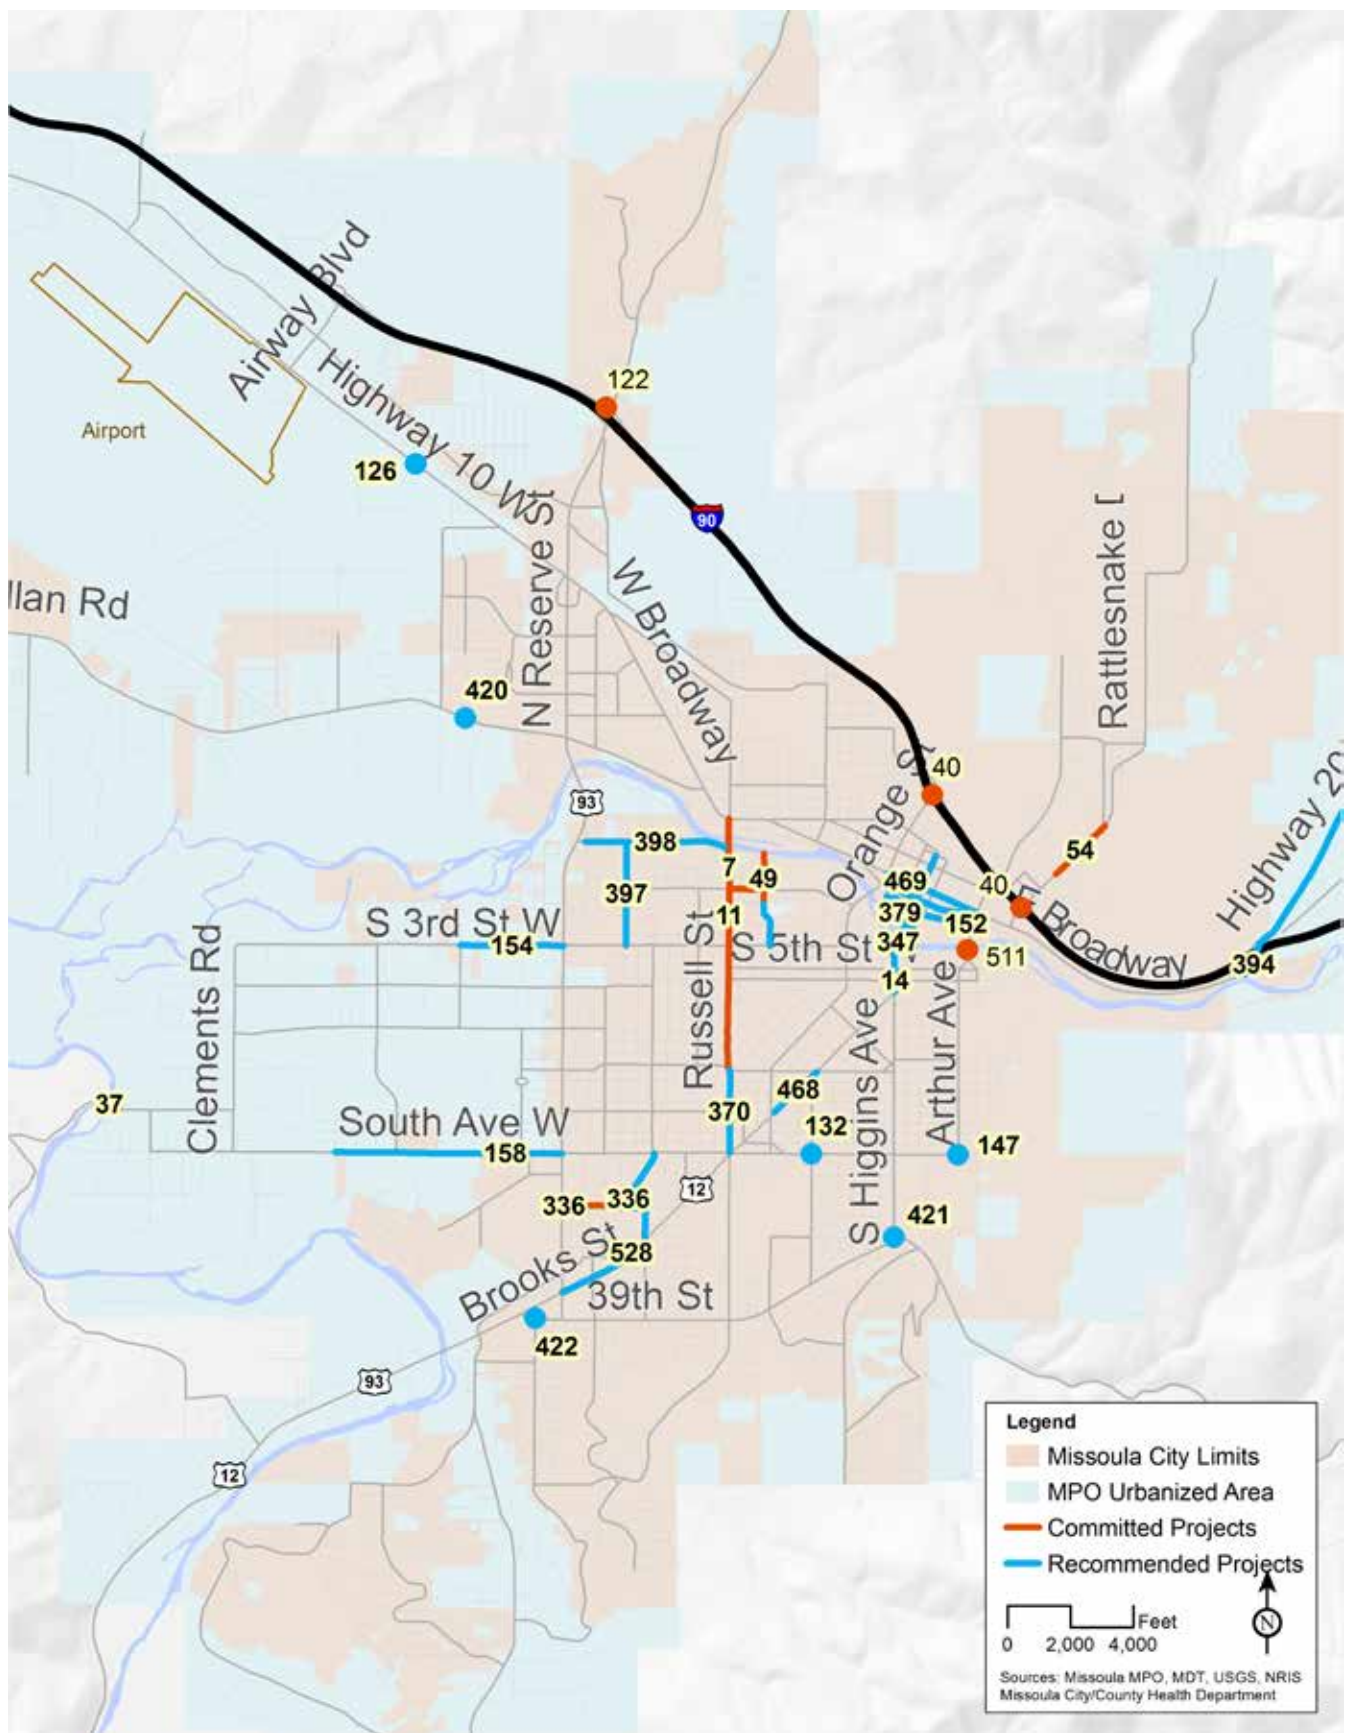 122
Airway Blvd
Airport
Highway 10 W
126
90
N Reserve St
W Broadway
Rattlesnake
llan Rd
420
Orange St
40
93
Highway 20
398
7
49
54
469
40
397
11
379
152
E Broadway
S 3rd St W
154
Russell St
S 5th St
347
511
394
14
Clements Rd
S Higgins Ave
Arthur Ave
37
468
370
132
South Ave W
158
147
12
336
336
421
Brooks St
528
39th St
422
93
12
Legend
Missoula City Limits
MPO Urbanized Area
Committed Projects
Recommended Projects
Feet
0 2,000 4,000
N
Sources: Missoula MPO, MDT, USGS, NRIS
Missoula City/County Health Department